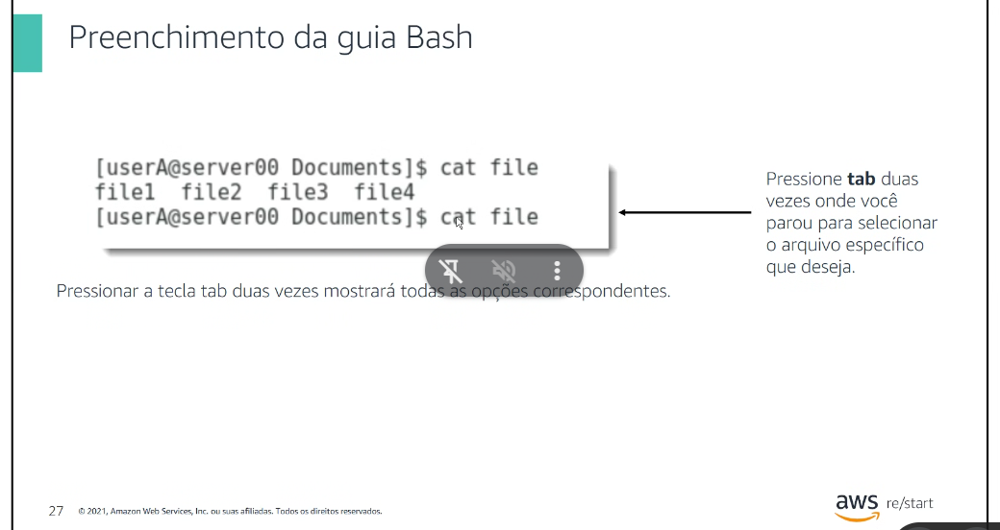 Preenchimento da guia Bash
[userA@server00 Documents]$ cat file
file1 file2 file3 file4
[userA@server00 Documents]$ cat file
Pressione tab duas
vezes onde você
parou para selecionar
o arquivo específico
que deseja.
Pressionar a tecla tab duas vezes mostrará todas as opções correspondentes.
27 © 2021, Amazon Web Services, Inc. ou suas afiliadas. Todos os direitos reservados.
aws re/start